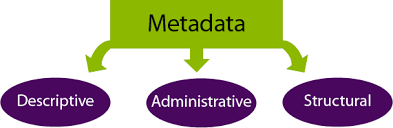 Metadata
Descriptive
Administrative
Structural